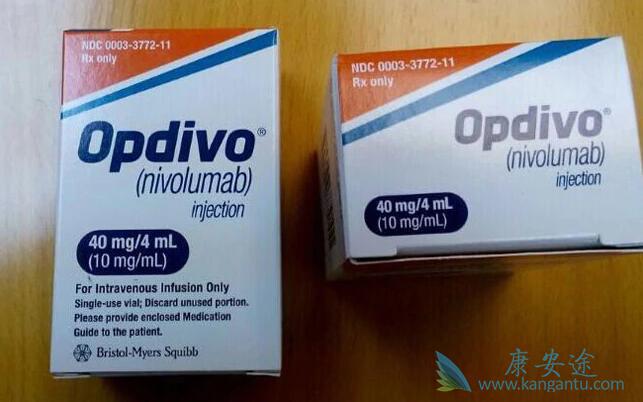 NDC 0003-3772-11
Rx only
Opdivo®
(nivolumab)
injection
40 mg/4 mL
(10 mg/mL)
For Intravenous Infusion Only
Single-use vial; Discard unused portion.
Please provide enclosed Medication
Guide to the patient.
Bristol-Myers Squibb
NDC 0003-3772-11
Rx only
Opdivo®
(nivolumab)
injection
40 mg/4 mL
(10 mg/mL)
康安途
www.kangantu.com